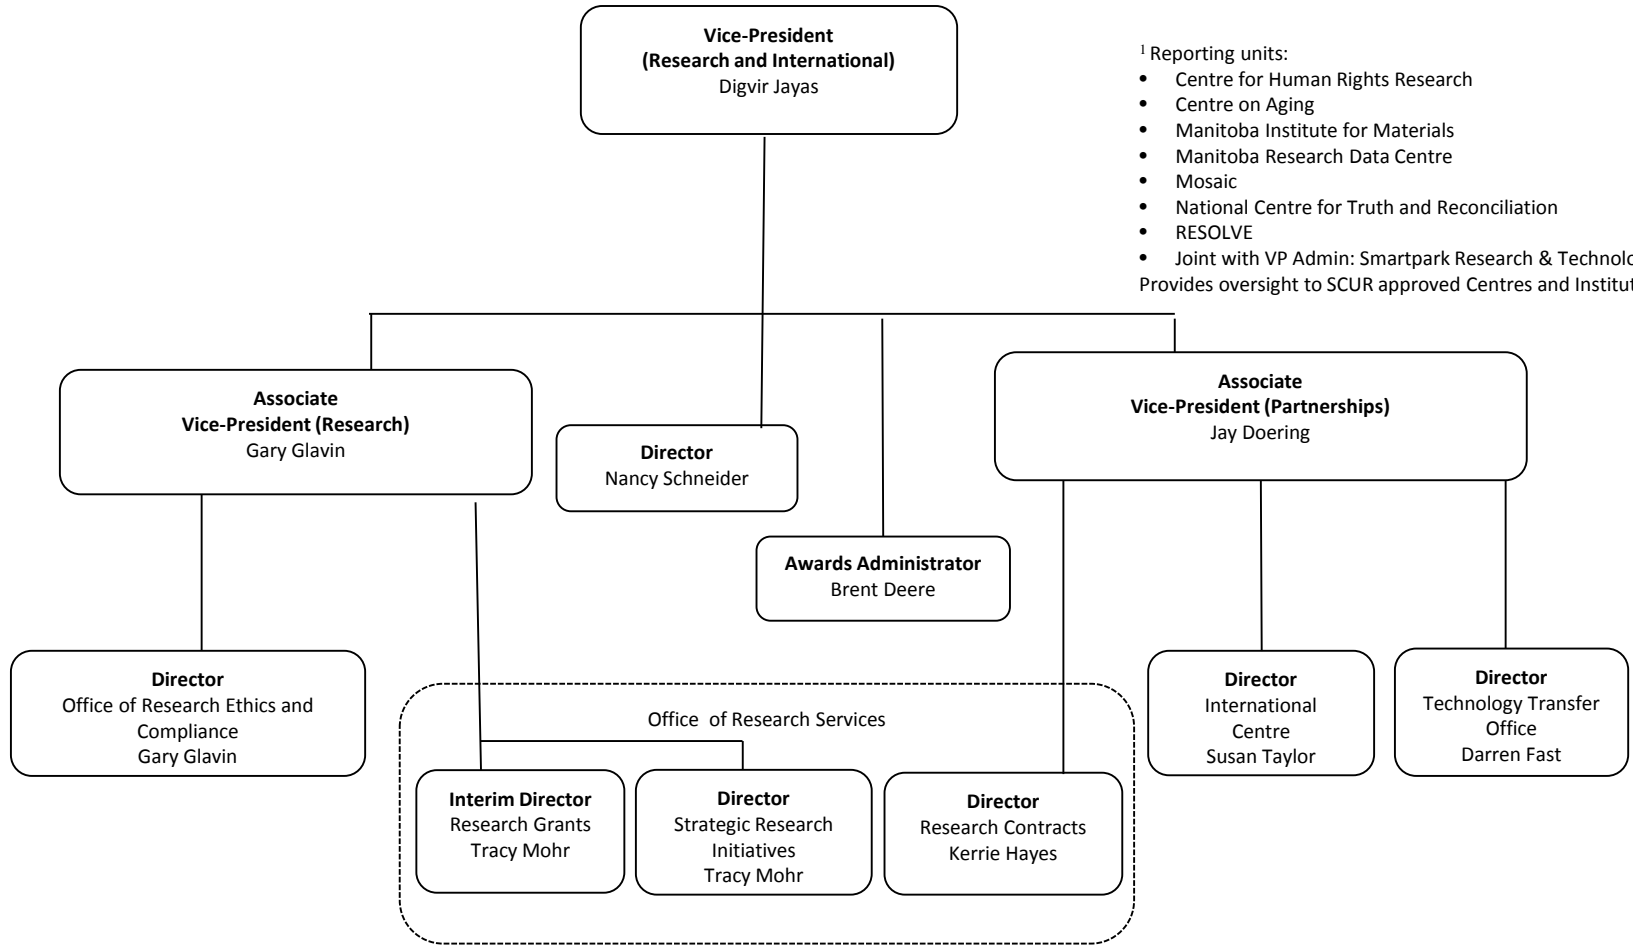 Vice-President
(Research and International)
Digvir Jayas
¹ Reporting units:
• Centre for Human Rights Research
• Centre on Aging
• Manitoba Institute for Materials
• Manitoba Research Data Centre
• Mosaic
• National Centre for Truth and Reconciliation
• RESOLVE
• Joint with VP Admin: Smartpark Research & Technolo
Provides oversight to SCUR approved Centres and Institut
Associate
Vice-President (Research)
Gary Glavin
Director
Nancy Schneider
Associate
Vice-President (Partnerships)
Jay Doering
Awards Administrator
Brent Deere
Director
Office of Research Ethics and
Compliance
Gary Glavin
Office of Research Services
Interim Director
Research Grants
Tracy Mohr
Director
Strategic Research
Initiatives
Tracy Mohr
Director
Research Contracts
Kerrie Hayes
Director
International
Centre
Susan Taylor
Director
Technology Transfer
Office
Darren Fast